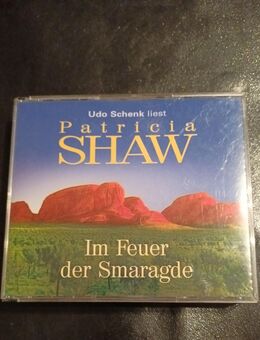 Udo Schenk liest
Patricia
SHAW
Im Feuer
der Smaragde